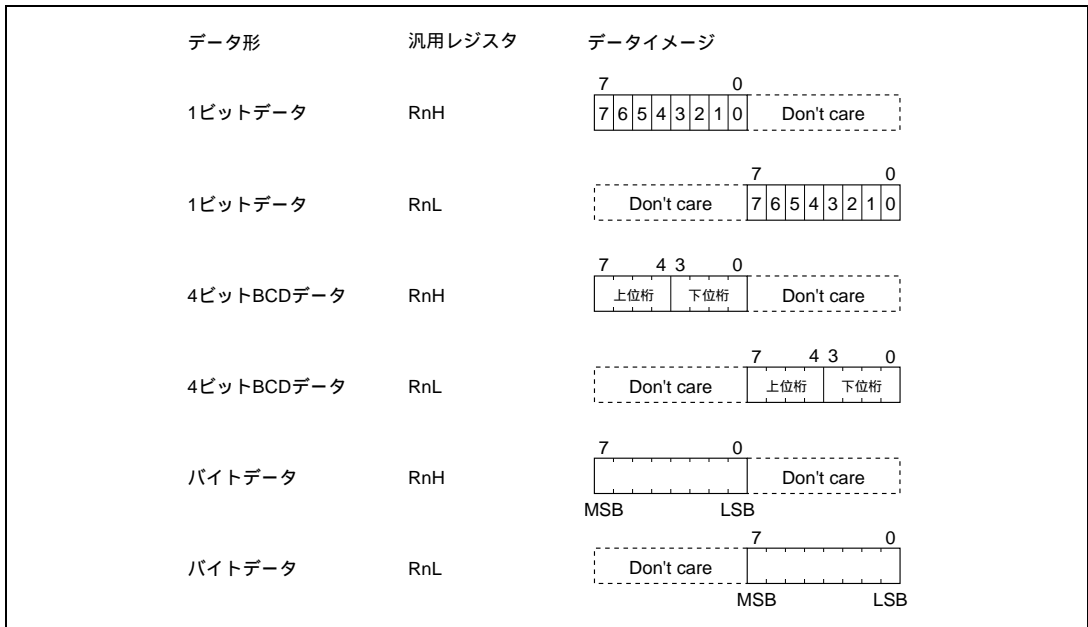 データ形 汎用レジスタ データイメージ
7 0
1ビットデータ RnH 7 6 5 4 3 2 1 0 Don't care
7 0
1ビットデータ RnL Don't care 7 6 5 4 3 2 1 0
7 4 3 0
4ビットBCDデータ RnH 上位桁 下位桁 Don't care
7 4 3 0
4ビットBCDデータ RnL Don't care 上位桁 下位桁
7 0
バイトデータ RnH Don't care
MSB LSB
7 0
バイトデータ RnL Don't care
MSB LSB